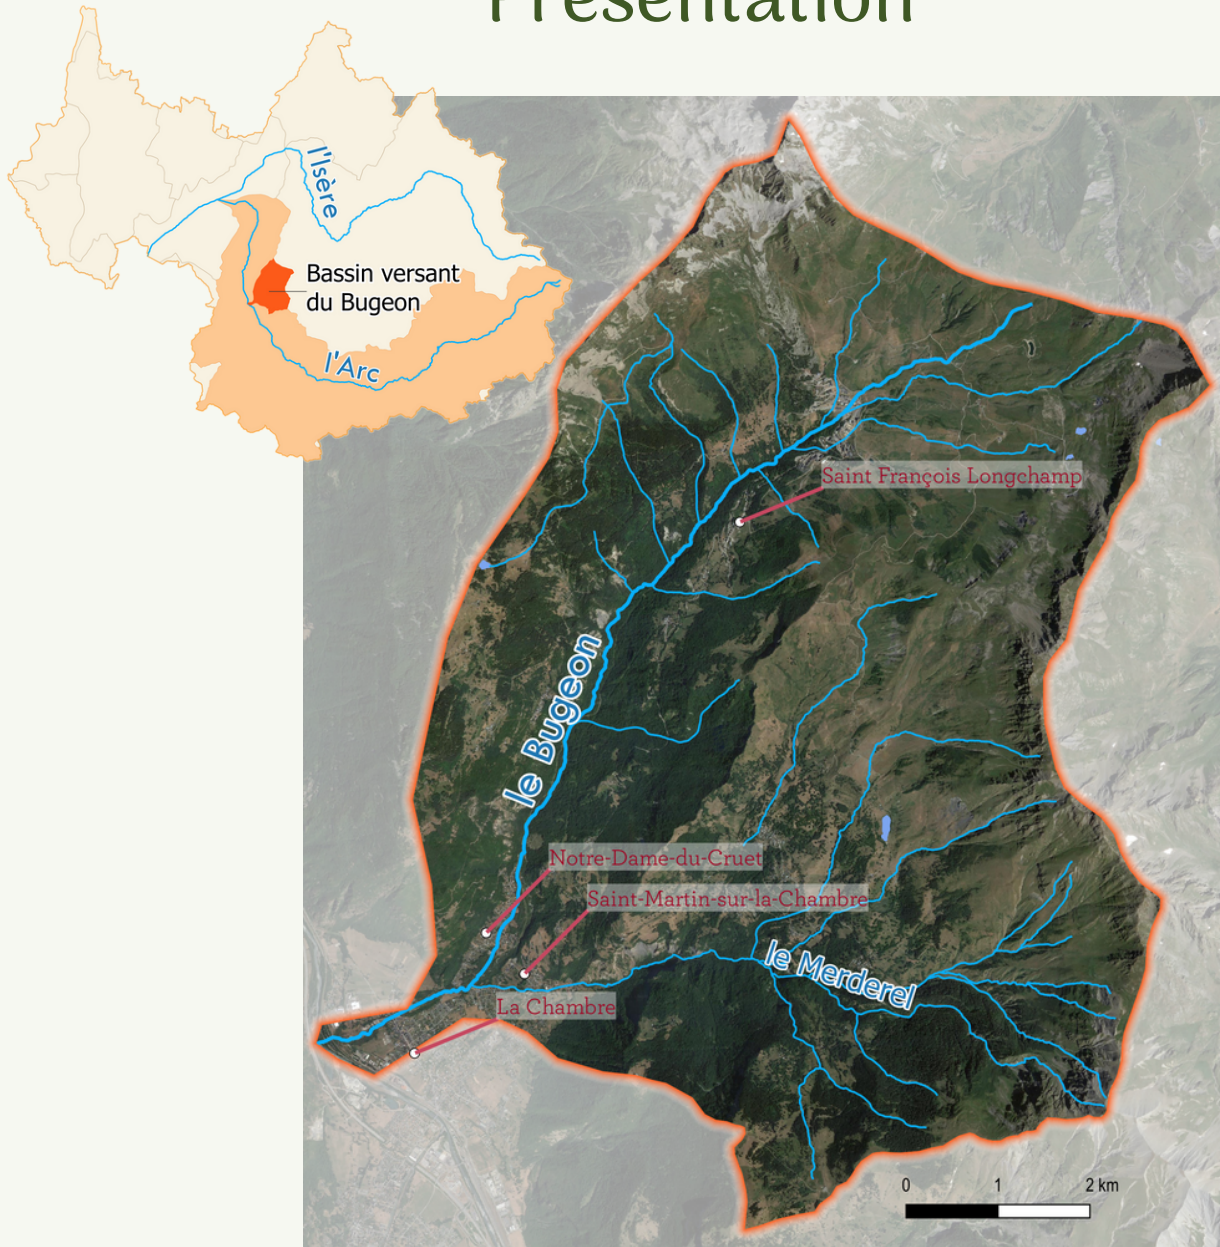 Présentation
l'Isère
Bassin versant
du Bugeon
l'Arc
Saint François Longchamp
le Bugeon
Notre-Dame-du-Cruet
Saint-Martin-sur-la-Chambre
le Merderel
La Chambre
0 1 2 km